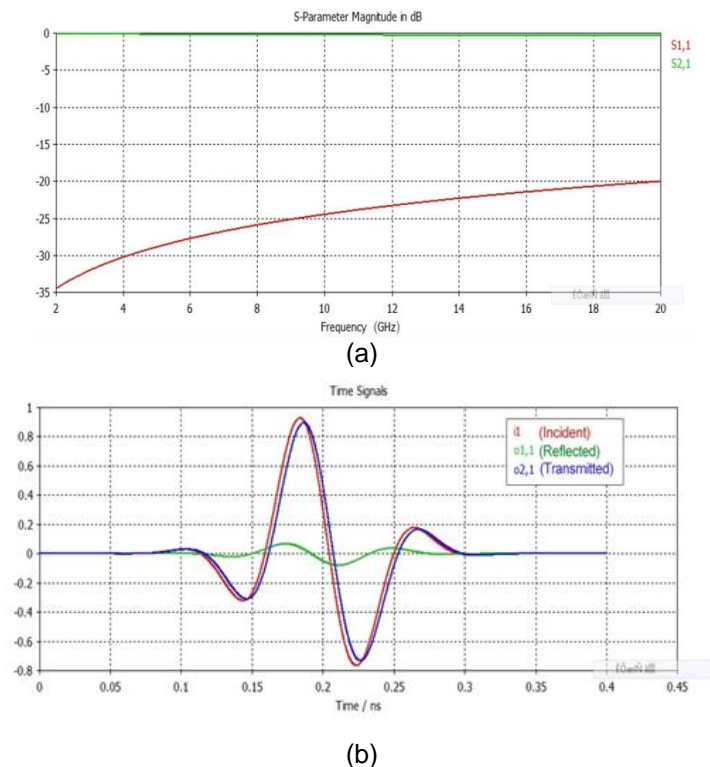 S-Parameter Magnitude in dB
0
-5
-10
-15
-20
-25
-30
-35
S1,1
S2,1
2 4 6 8 10 12 14 16 18 20
Frequency (GHz)
(a)
Time Signals
1
0.8
0.6
0.4
0.2
0
-0.2
-0.4
-0.6
-0.8
i1 (Incident)
o1,1 (Reflected)
o2,1 (Transmitted)
0 0.05 0.1 0.15 0.2 0.25 0.3 0.35 0.4 0.45
Time / ns
(b)